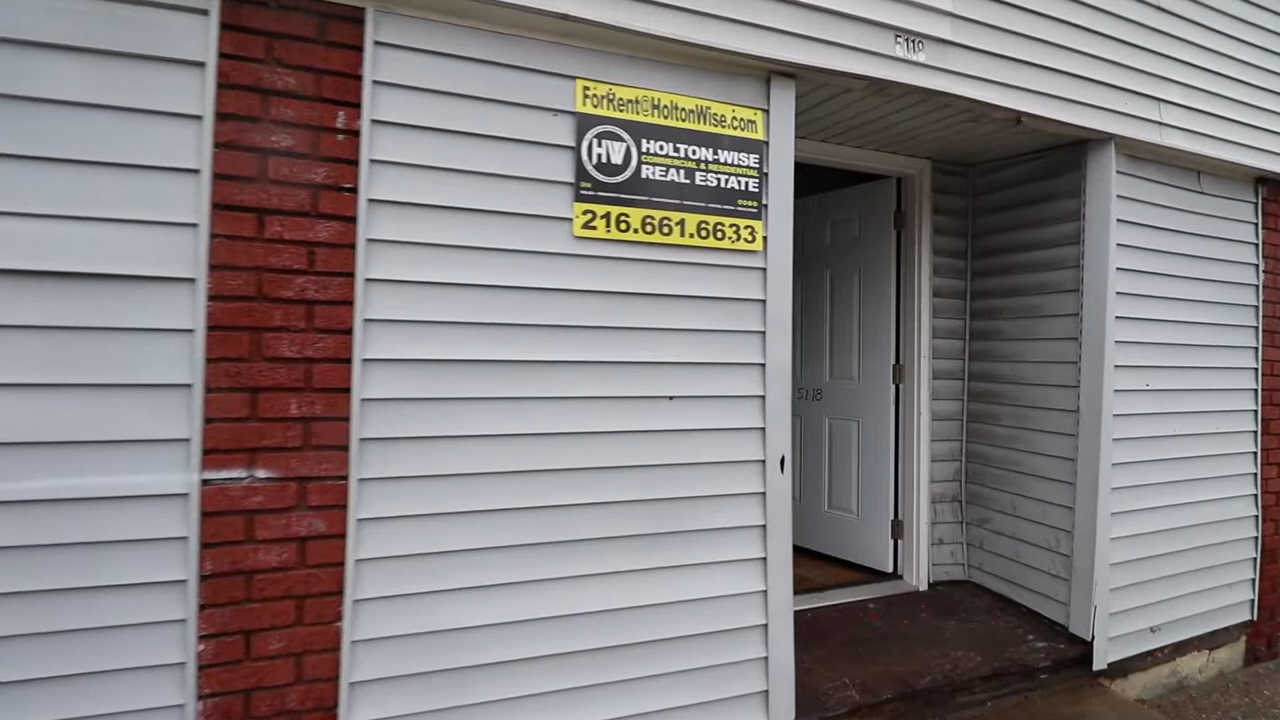 5118
ForRent@HoltonWise.com
HW
HOLTON-WISE
COMMERCIAL & RESIDENTIAL
REAL ESTATE
216.661.6633
5118